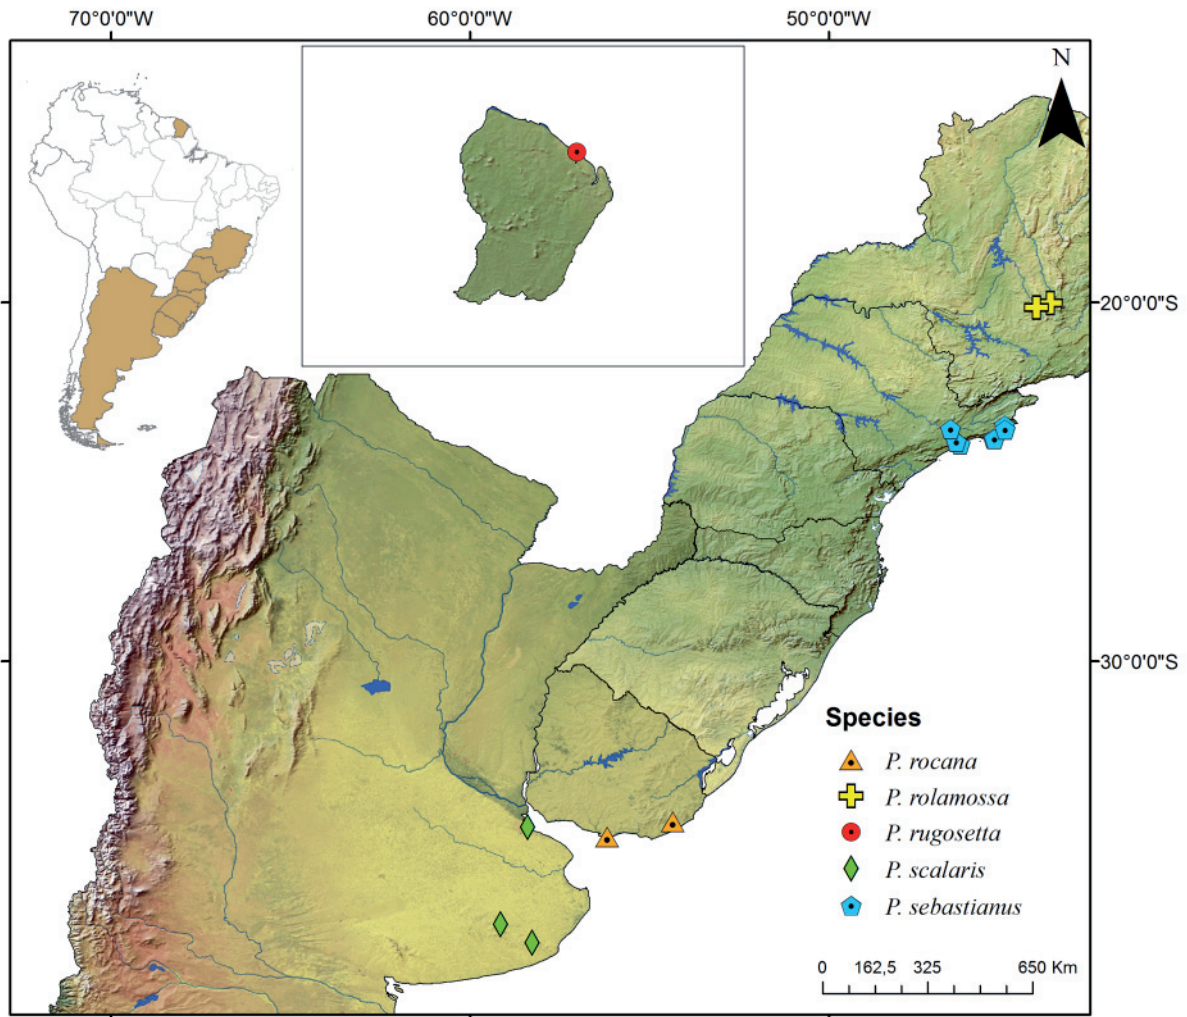 70°0'0"W 60°0'0"W 50°0'0"W
N
20°0'0"S
30°0'0"S
Species
P. rocana
P. rolamossa
P. rugosetta
P. scalaris
P. sebastianus
0 162,5 325 650 Km